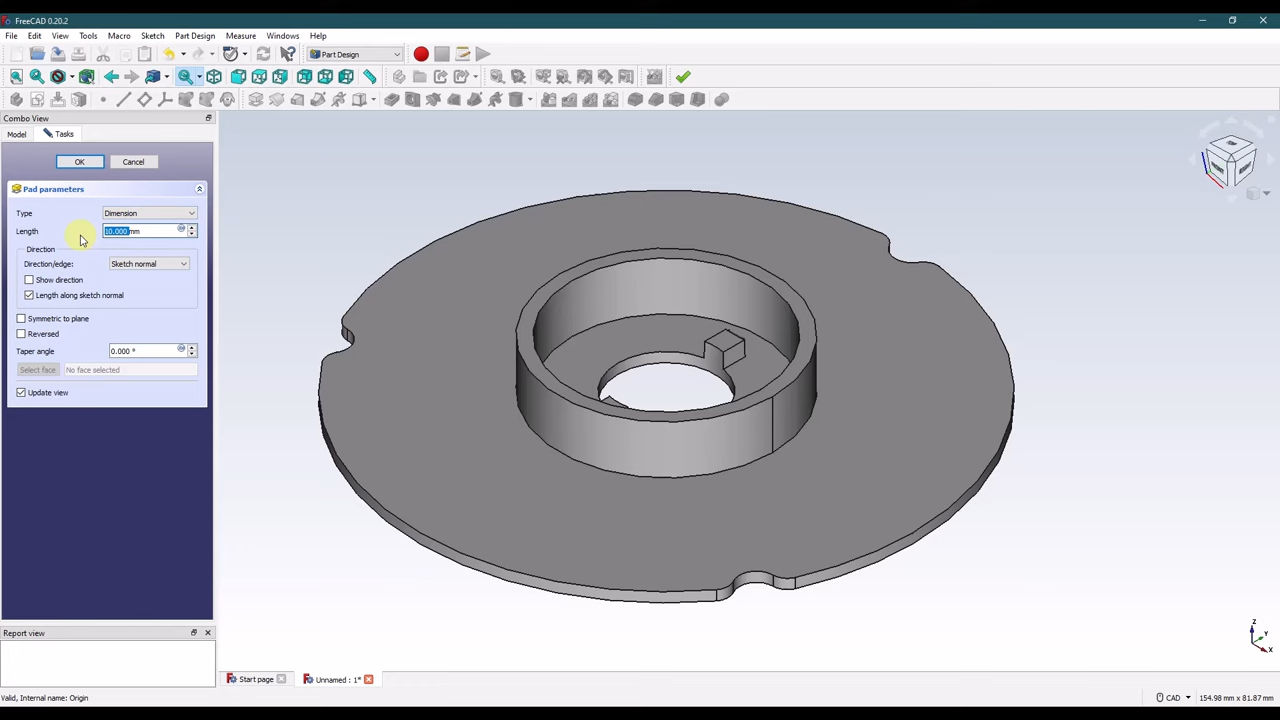 FreeCAD 0.20.2
File Edit View Tools Macro Sketch Part Design Measure Windows Help
Part Design
Combo View
Model Tasks
OK Cancel
Pad parameters
Type Dimension
Length 10.000 mm
Direction
Direction/edge: Sketch normal
Show direction
Length along sketch normal
Symmetric to plane
Reversed
Taper angle 0.000 °
Select face No face selected
Update view
Z
Y
X
Report view
Start page Unnamed : 1*
Valid, Internal name: Origin CAD 154.98 mm x 81.87 mm